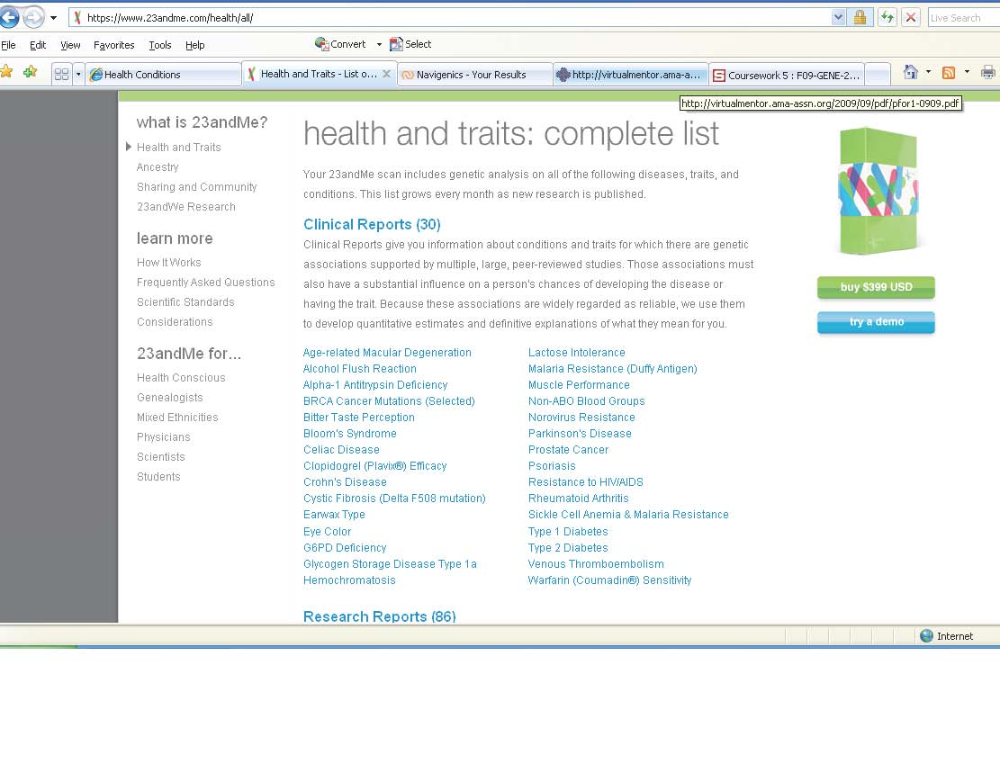 https://www.23andme.com/health/all/
Live Search
File Edit View Favorites Tools Help
Convert Select
Health Conditions
Health and Traits - List o...
Navigenics - Your Results
http://virtualmentor.ama-a...
Coursework 5 : F09-GENE-2...
http://virtualmentor.ama-assn.org/2009/09/pdf/pfor1-0909.pdf
what is 23andMe?
Health and Traits
Ancestry
Sharing and Community
23andWe Research
learn more
How It Works
Frequently Asked Questions
Scientific Standards
Considerations
23andMe for...
Health Conscious
Genealogists
Mixed Ethnicities
Physicians
Scientists
Students
health and traits: complete list
Your 23andMe scan includes genetic analysis on all of the following diseases, traits, and
conditions. This list grows every month as new research is published.
Clinical Reports (30)
Clinical Reports give you information about conditions and traits for which there are genetic
associations supported by multiple, large, peer-reviewed studies. Those associations must
also have a substantial influence on a person's chances of developing the disease or
having the trait. Because these associations are widely regarded as reliable, we use them
to develop quantitative estimates and definitive explanations of what they mean for you.
Age-related Macular Degeneration
Alcohol Flush Reaction
Alpha-1 Antitrypsin Deficiency
BRCA Cancer Mutations (Selected)
Bitter Taste Perception
Bloom's Syndrome
Celiac Disease
Clopidogrel (Plavix®) Efficacy
Crohn's Disease
Cystic Fibrosis (Delta F508 mutation)
Earwax Type
Eye Color
G6PD Deficiency
Glycogen Storage Disease Type 1a
Hemochromatosis
Lactose Intolerance
Malaria Resistance (Duffy Antigen)
Muscle Performance
Non-ABO Blood Groups
Norovirus Resistance
Parkinson's Disease
Prostate Cancer
Psoriasis
Resistance to HIV/AIDS
Rheumatoid Arthritis
Sickle Cell Anemia & Malaria Resistance
Type 1 Diabetes
Type 2 Diabetes
Venous Thromboembolism
Warfarin (Coumadin®) Sensitivity
Research Reports (86)
buy $399 USD
try a demo
Internet